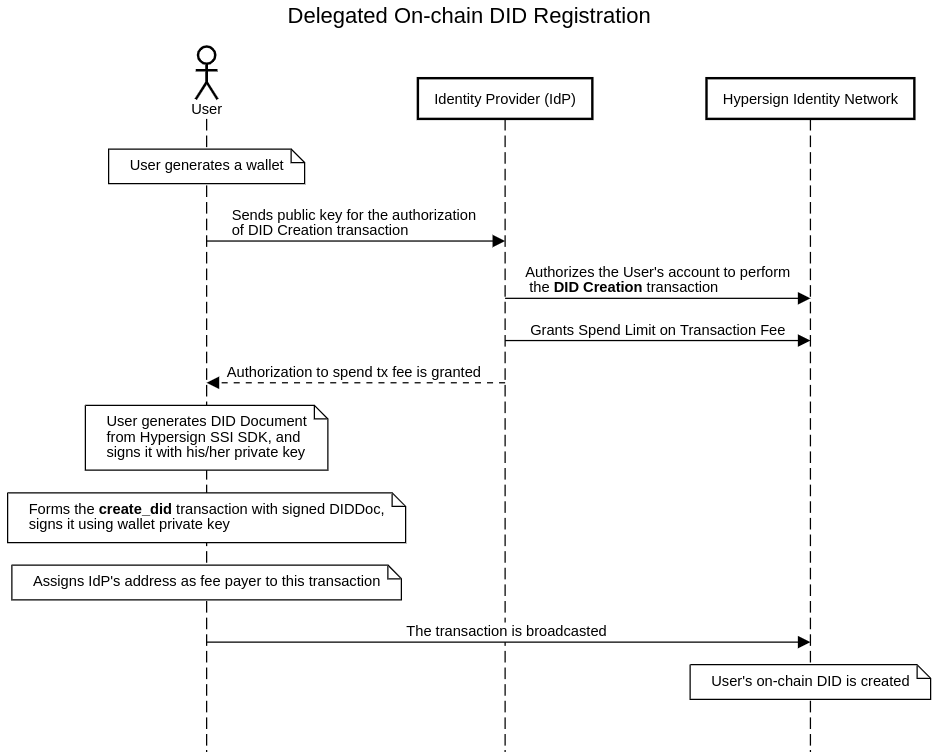 Delegated On-chain DID Registration
User
Identity Provider (IdP)
Hypersign Identity Network
User generates a wallet
Sends public key for the authorization
of DID Creation transaction
Authorizes the User's account to perform
the DID Creation transaction
Grants Spend Limit on Transaction Fee
Authorization to spend tx fee is granted
User generates DID Document
from Hypersign SSI SDK, and
signs it with his/her private key
Forms the create_did transaction with signed DIDDoc,
signs it using wallet private key
Assigns IdP's address as fee payer to this transaction
The transaction is broadcasted
User's on-chain DID is created